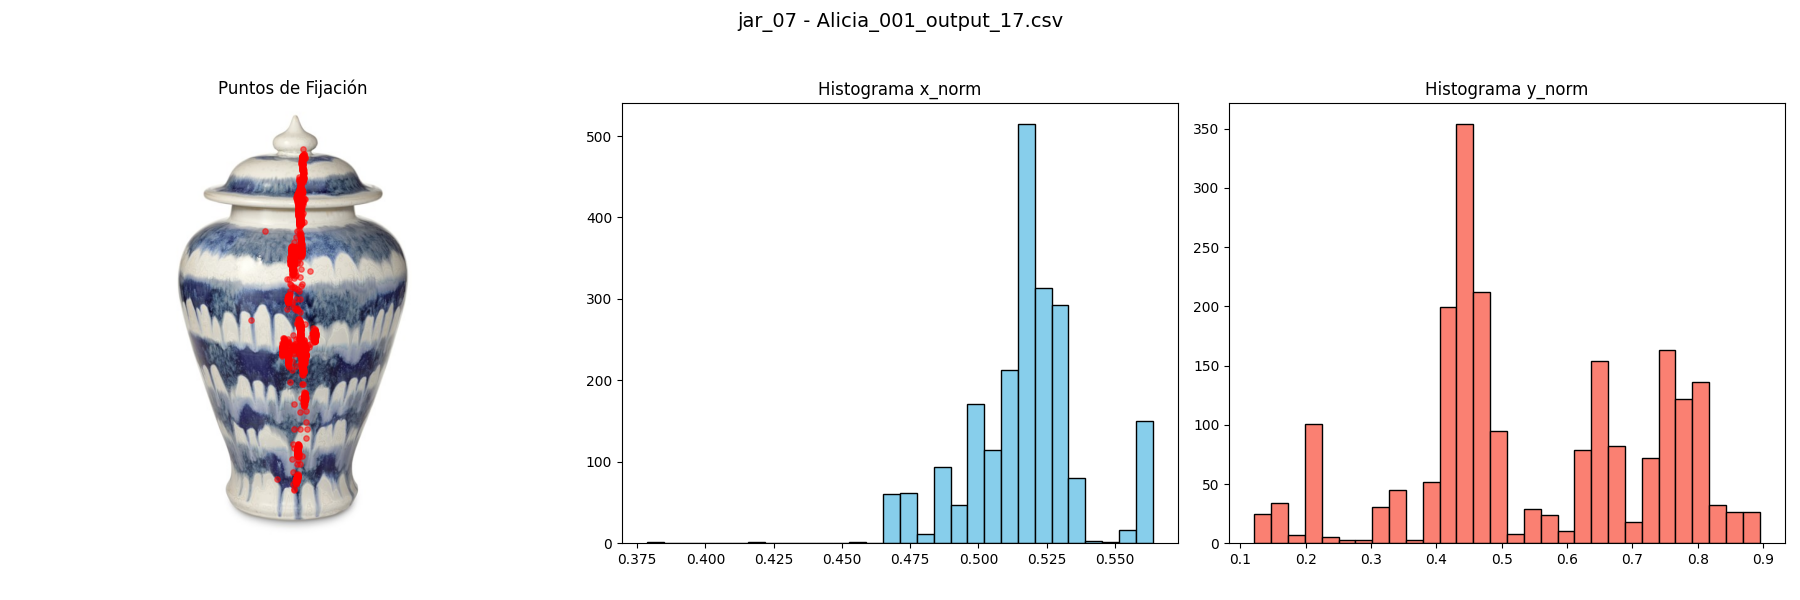 jar_07 - Alicia_001_output_17.csv
Puntos de Fijación
Histograma x_norm
500
400
300
200
100
0
0.375 0.400 0.425 0.450 0.475 0.500 0.525 0.550
Histograma y_norm
350
300
250
200
150
100
50
0
0.1 0.2 0.3 0.4 0.5 0.6 0.7 0.8 0.9